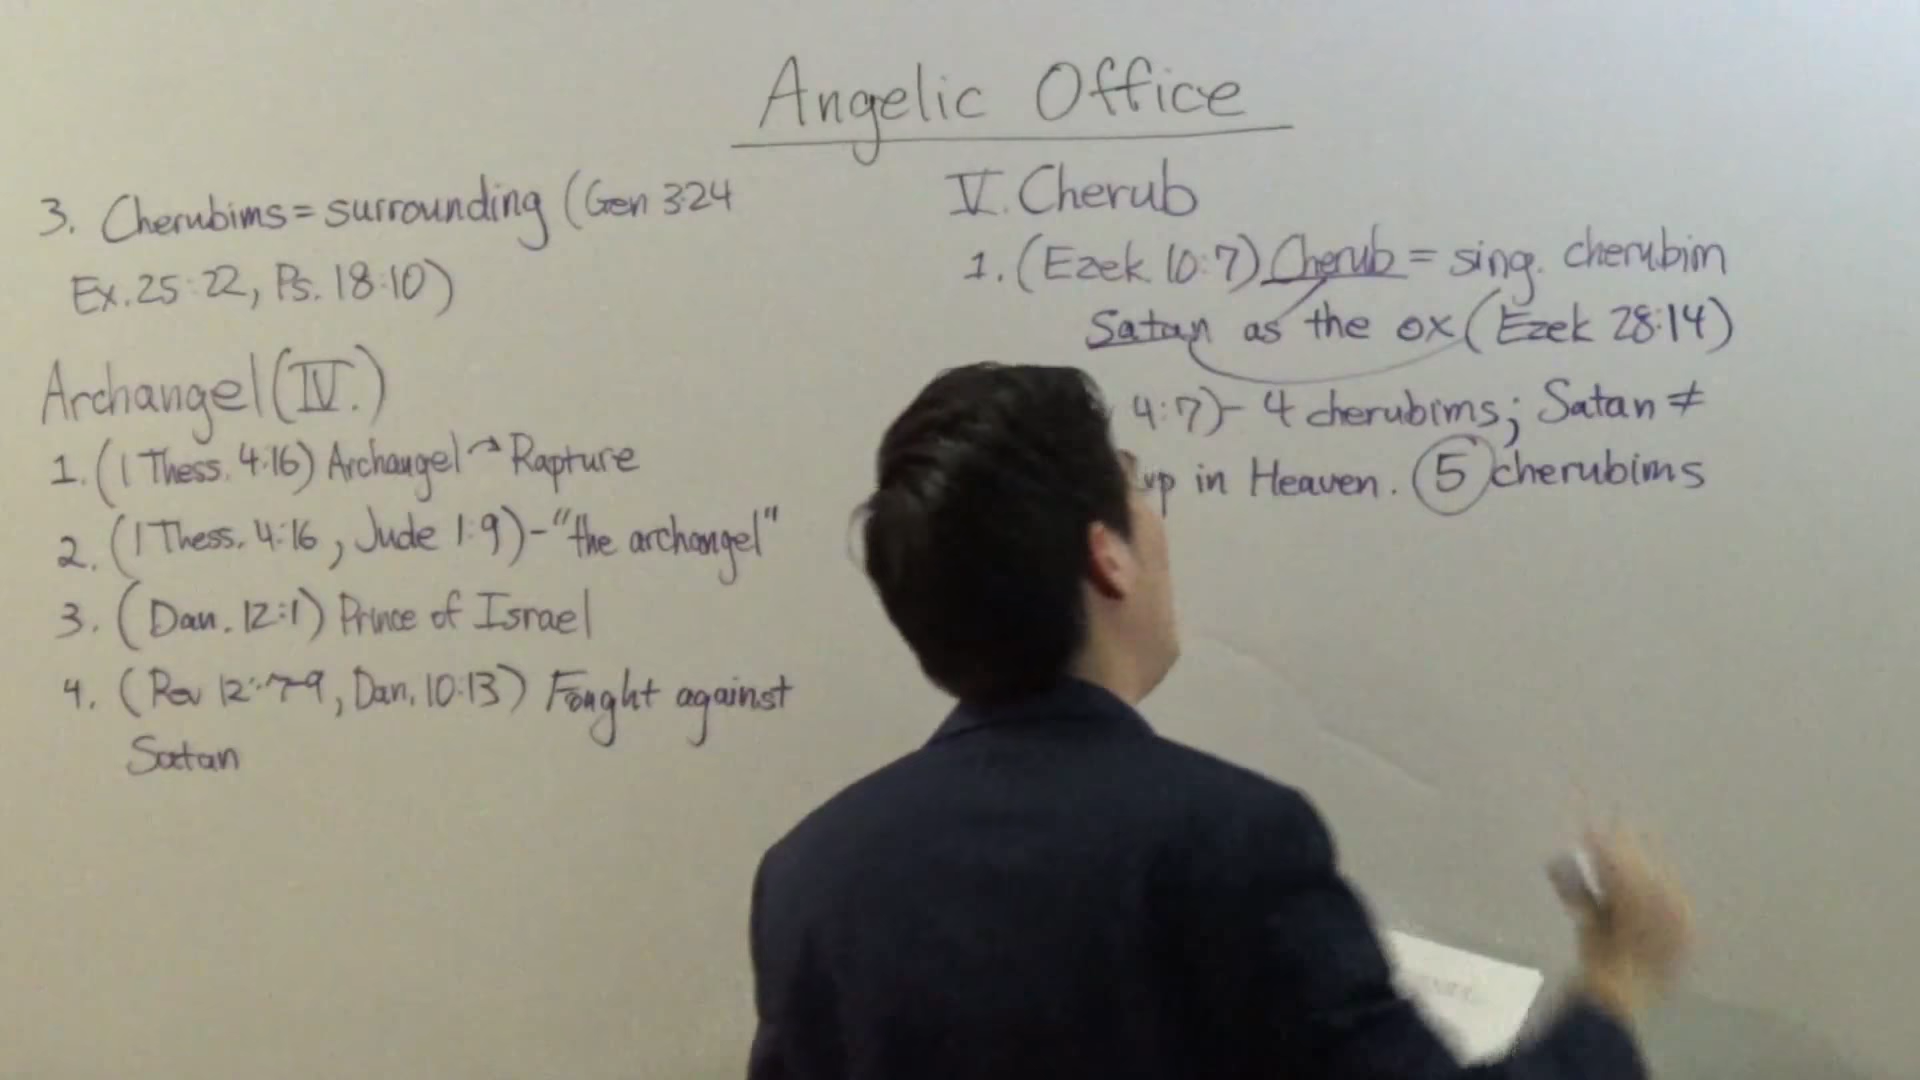 Angelic Office
3. Cherubims = surrounding (Gen 3:24
Ex. 25:22, Ps. 18:10)
Archangel (IV.)
1. (1 Thess. 4:16) Archangel → Rapture
2. (1 Thess. 4:16, Jude 1:9) - "the archangel"
3. (Dan. 12:1) Prince of Israel
4. (Rev 12:7-9, Dan. 10:13) Fought against
Satan
V. Cherub
1. (Ezek 10:7) Cherub = sing. cherubim
Satan as the ox (Ezek 28:14)
4:7) - 4 cherubims; Satan ≠
up in Heaven. 5 cherubims